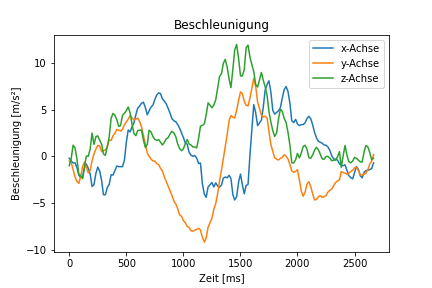 Beschleunigung
x-Achse
y-Achse
z-Achse
Beschleunigung [m/s²]
10
5
0
−5
−10
0 500 1000 1500 2000 2500
Zeit [ms]